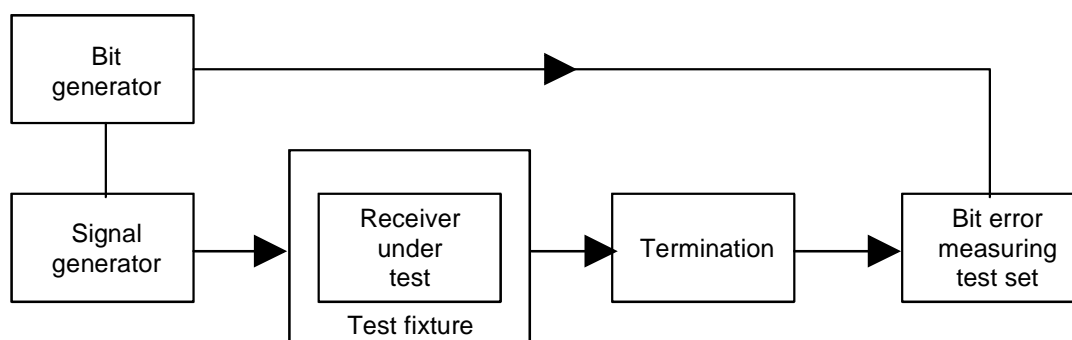 Bit
generator
Signal
generator
Receiver
under
test
Test fixture
Termination
Bit error
measuring
test set